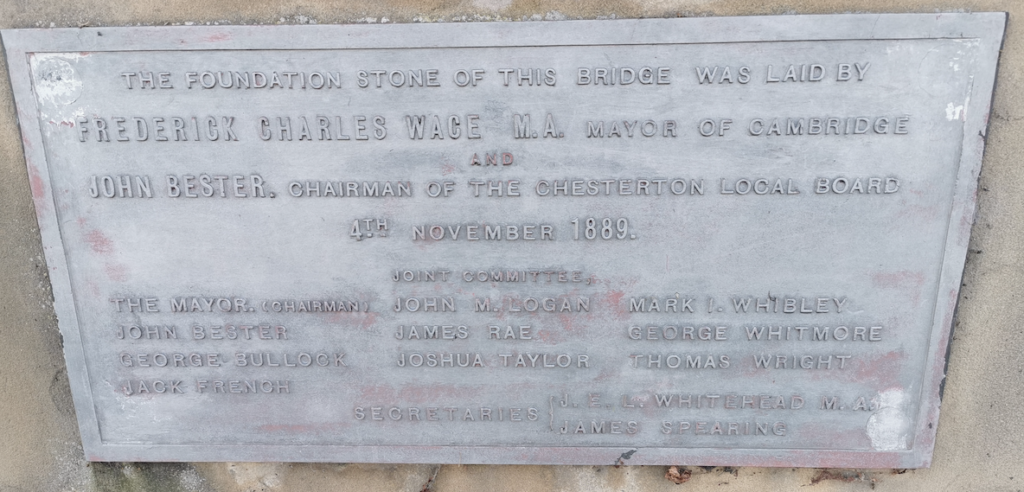 THE FOUNDATION STONE OF THIS BRIDGE WAS LAID BY
FREDERICK CHARLES WACE M.A. MAYOR OF CAMBRIDGE
AND
JOHN BESTER. CHAIRMAN OF THE CHESTERTON LOCAL BOARD
4TH NOVEMBER 1889.
JOINT COMMITTEE,
THE MAYOR. (CHAIRMAN) JOHN M. LOGAN MARK I. WHIBLEY
JOHN BESTER JAMES RAE GEORGE WHITMORE
GEORGE BULLOCK JOSHUA TAYLOR THOMAS WRIGHT
JACK FRENCH
SECRETARIES J. E. L. WHITEHEAD M.A.
JAMES SPEARING